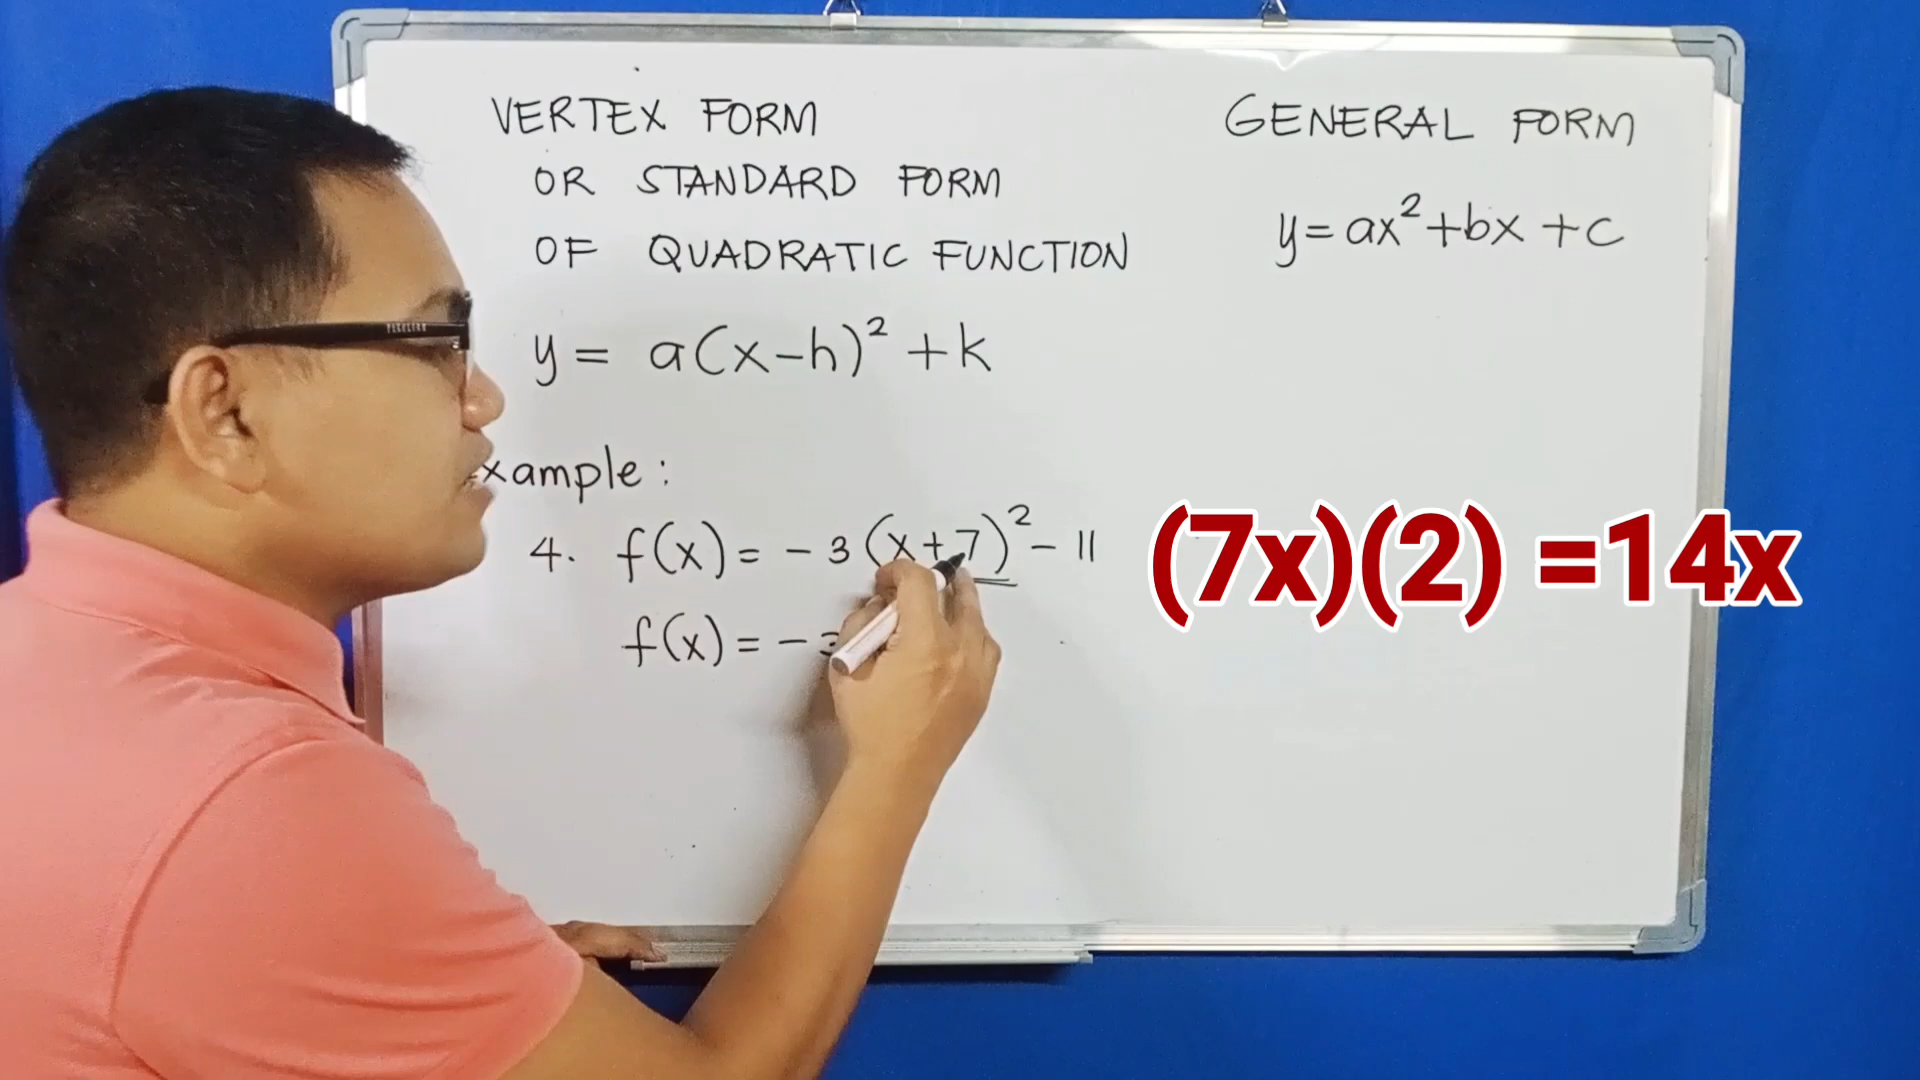 VERTEX FORM
OR STANDARD FORM
OF QUADRATIC FUNCTION
y = a(x-h)² + k
GENERAL FORM
y = ax² + bx + c
xample:
4. f(x) = - 3 (x + 7)² - 11
f(x) = - 3
(7x)(2) =14x